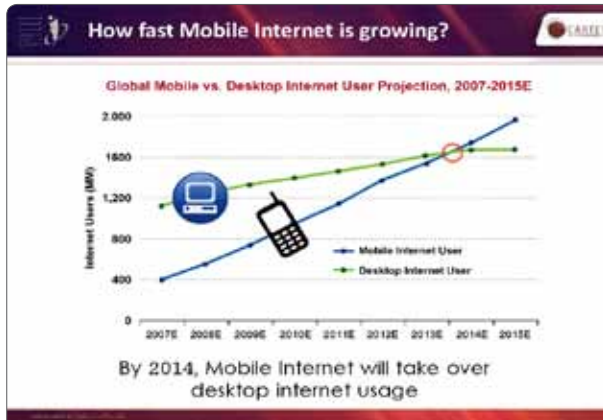 How fast Mobile Internet is growing?
CAREE
Global Mobile vs. Desktop Internet User Projection, 2007-2015E
Internet Users (MM)
2.000
1600
1,200
800
400
0
Mobile Internet User
Desktop Internet User
2007E 2008E 2009E 2010E 2011E 2012E 2013E 2014E 2015E
By 2014, Mobile Internet will take over
desktop internet usage